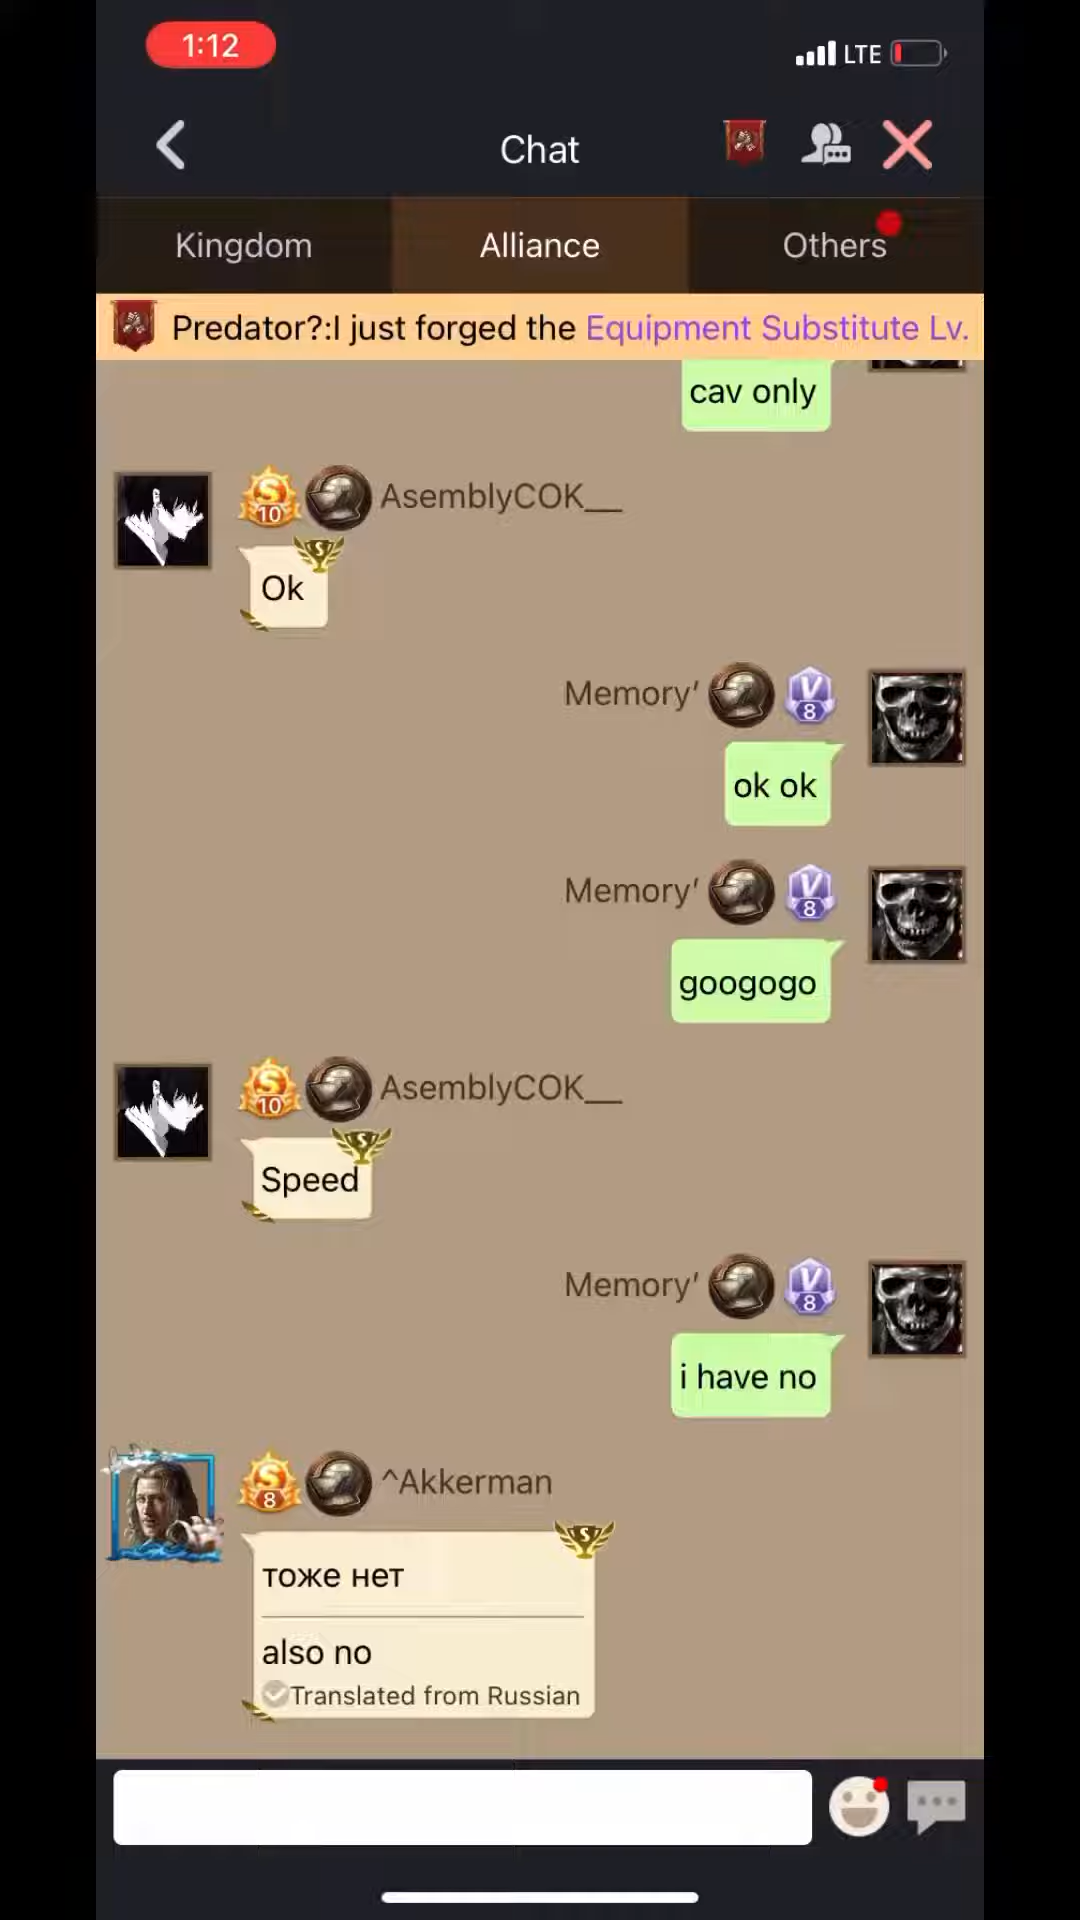 1:12
LTE
Chat
Kingdom
Alliance
Others
Predator?:I just forged the Equipment Substitute Lv.
cav only
S 10
AsemblyCOK__
S
Ok
Memory'
V 8
ok ok
Memory'
V 8
googogo
S 10
AsemblyCOK__
S
Speed
Memory'
V 8
i have no
S 8
^Akkerman
S
тоже нет
also no
Translated from Russian